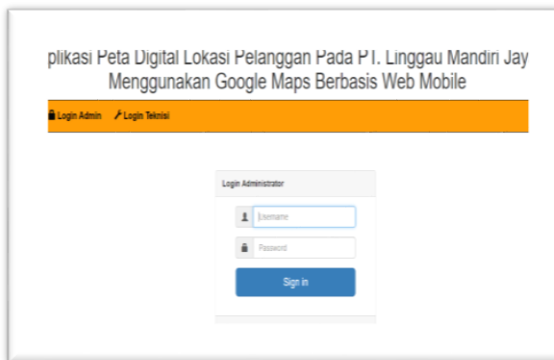 plikasi Peta Digital Lokasi Pelanggan Pada PT. Linggau Mandiri Jay
Menggunakan Google Maps Berbasis Web Mobile
Login Admin Login Teknisi
Login Administrator
Username
Password
Sign in